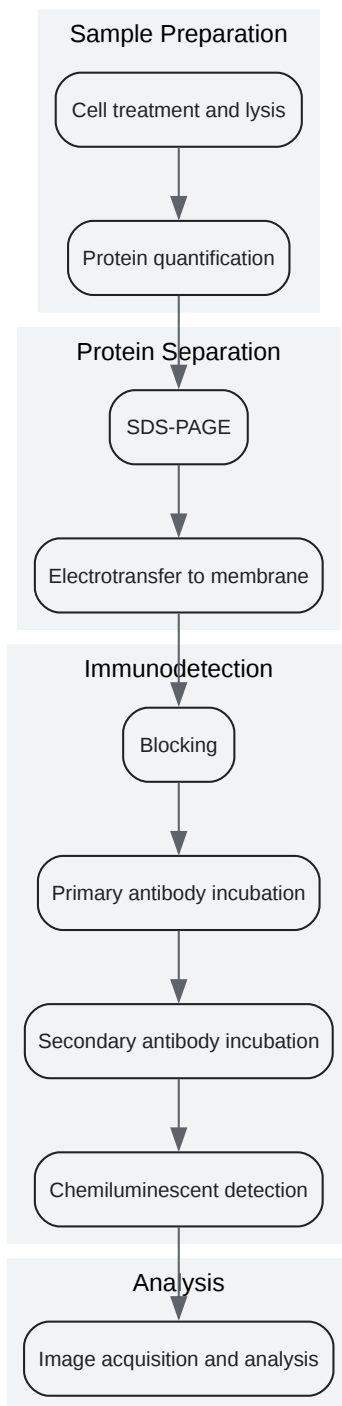 Sample Preparation
Cell treatment and lysis
Protein quantification
Protein Separation
SDS-PAGE
Electrotransfer to membrane
Immunodetection
Blocking
Primary antibody incubation
Secondary antibody incubation
Chemiluminescent detection
Analysis
Image acquisition and analysis